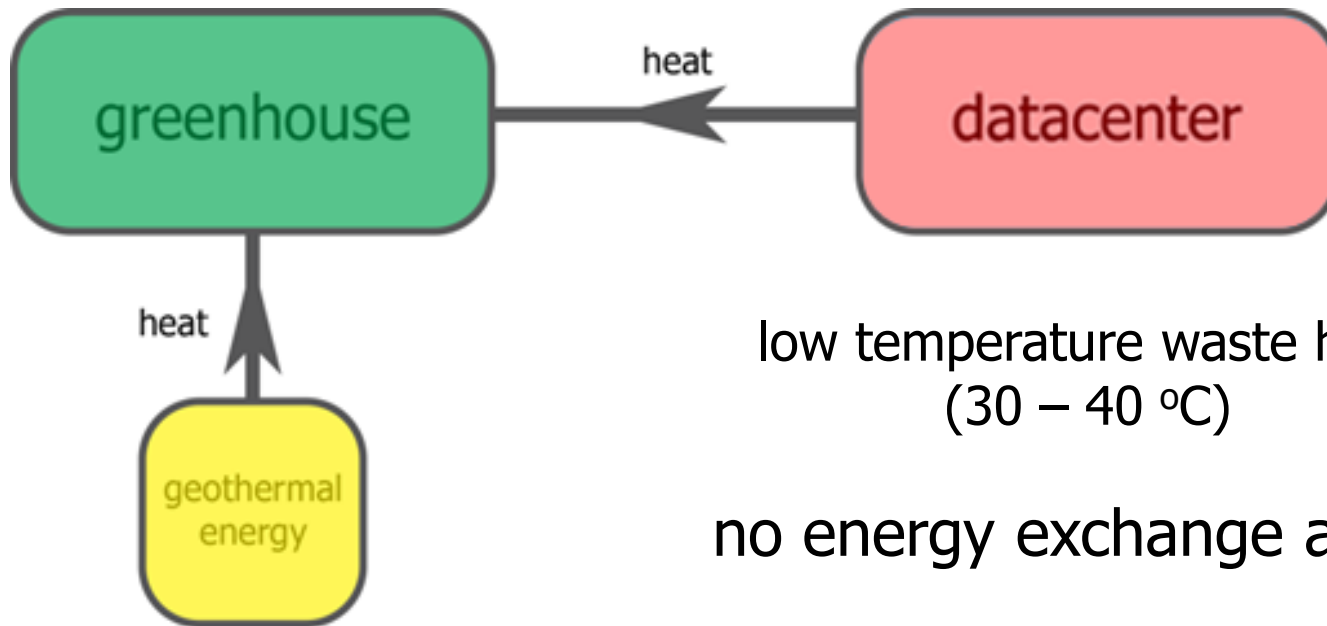 greenhouse
heat
datacenter
heat
low temperature waste
(30 – 40 ºC)
geothermal
energy
no energy exchange